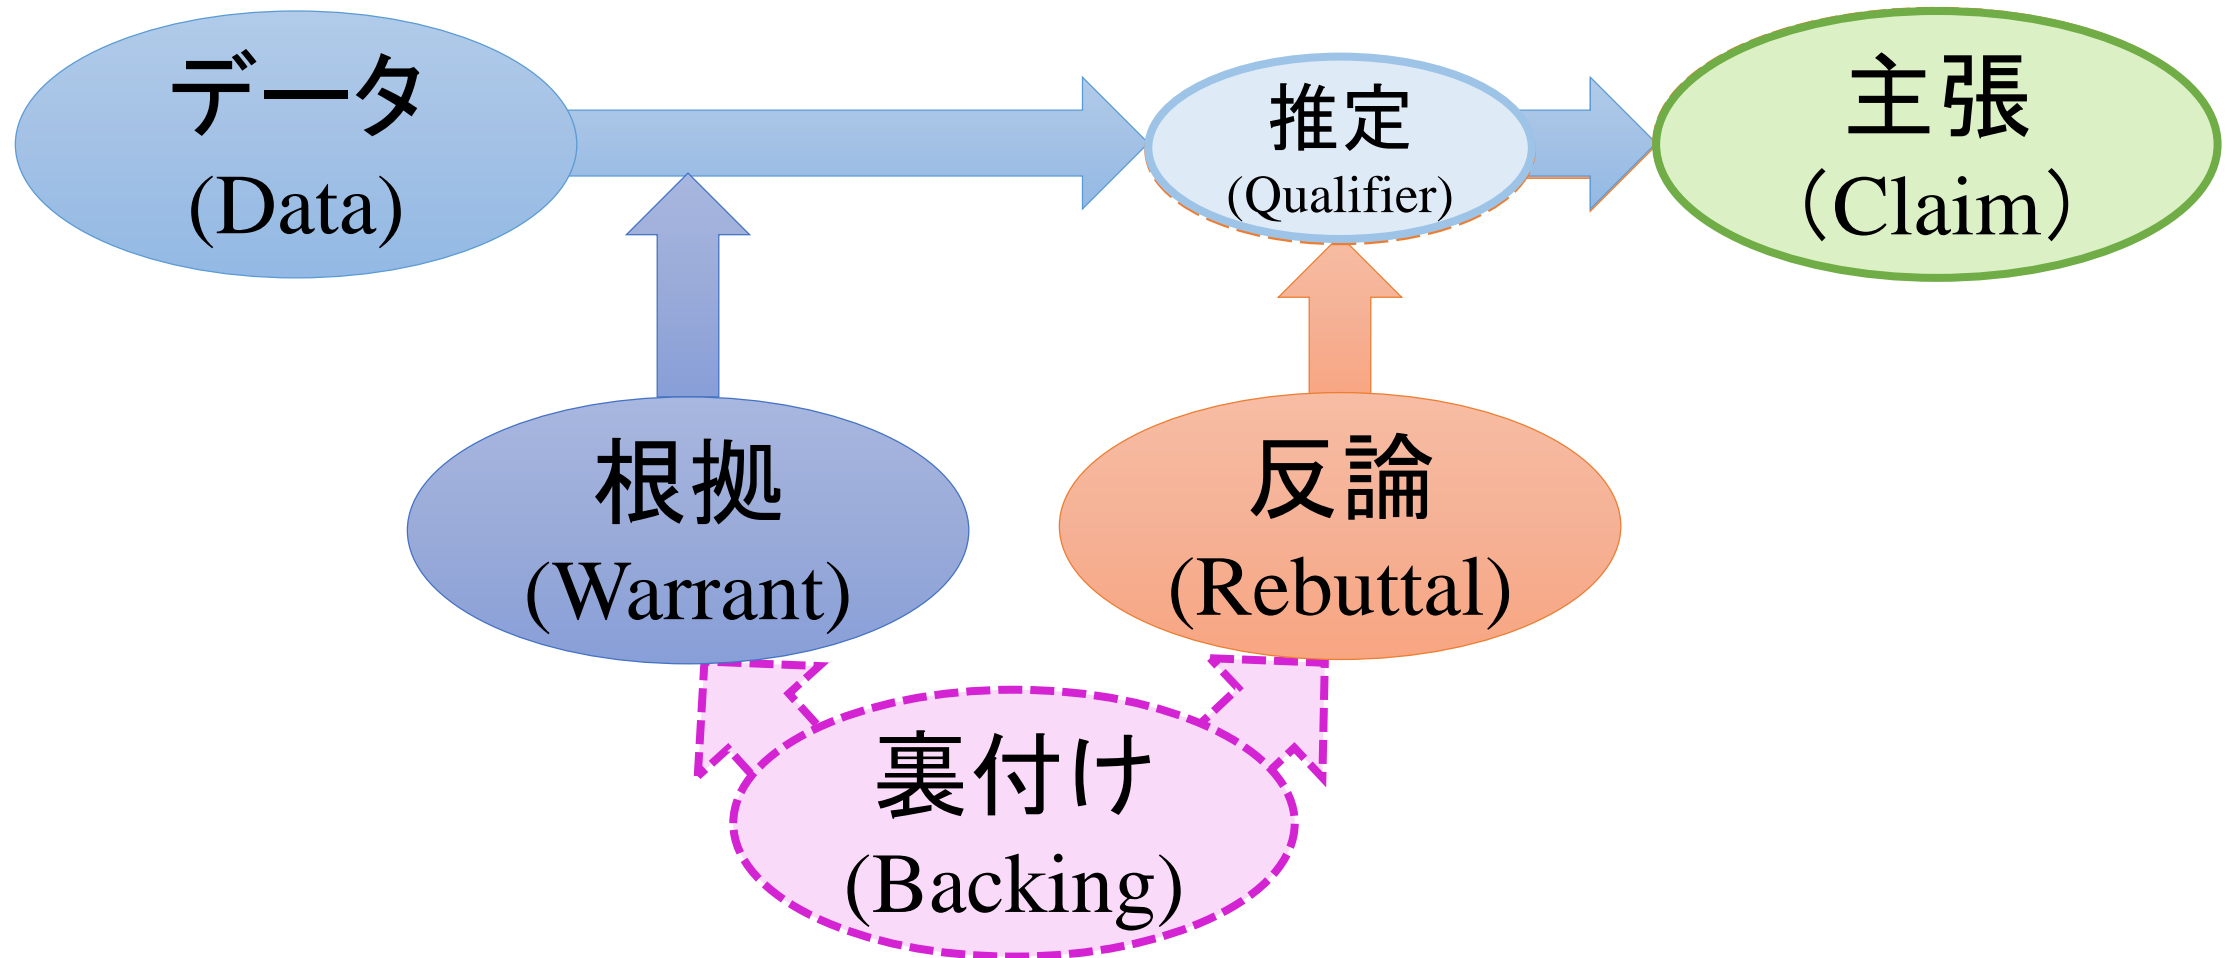 データ
(Data)
推定
(Qualifier)
主張
（Claim）
根拠
(Warrant)
反論
(Rebuttal)
裏付け
(Backing)